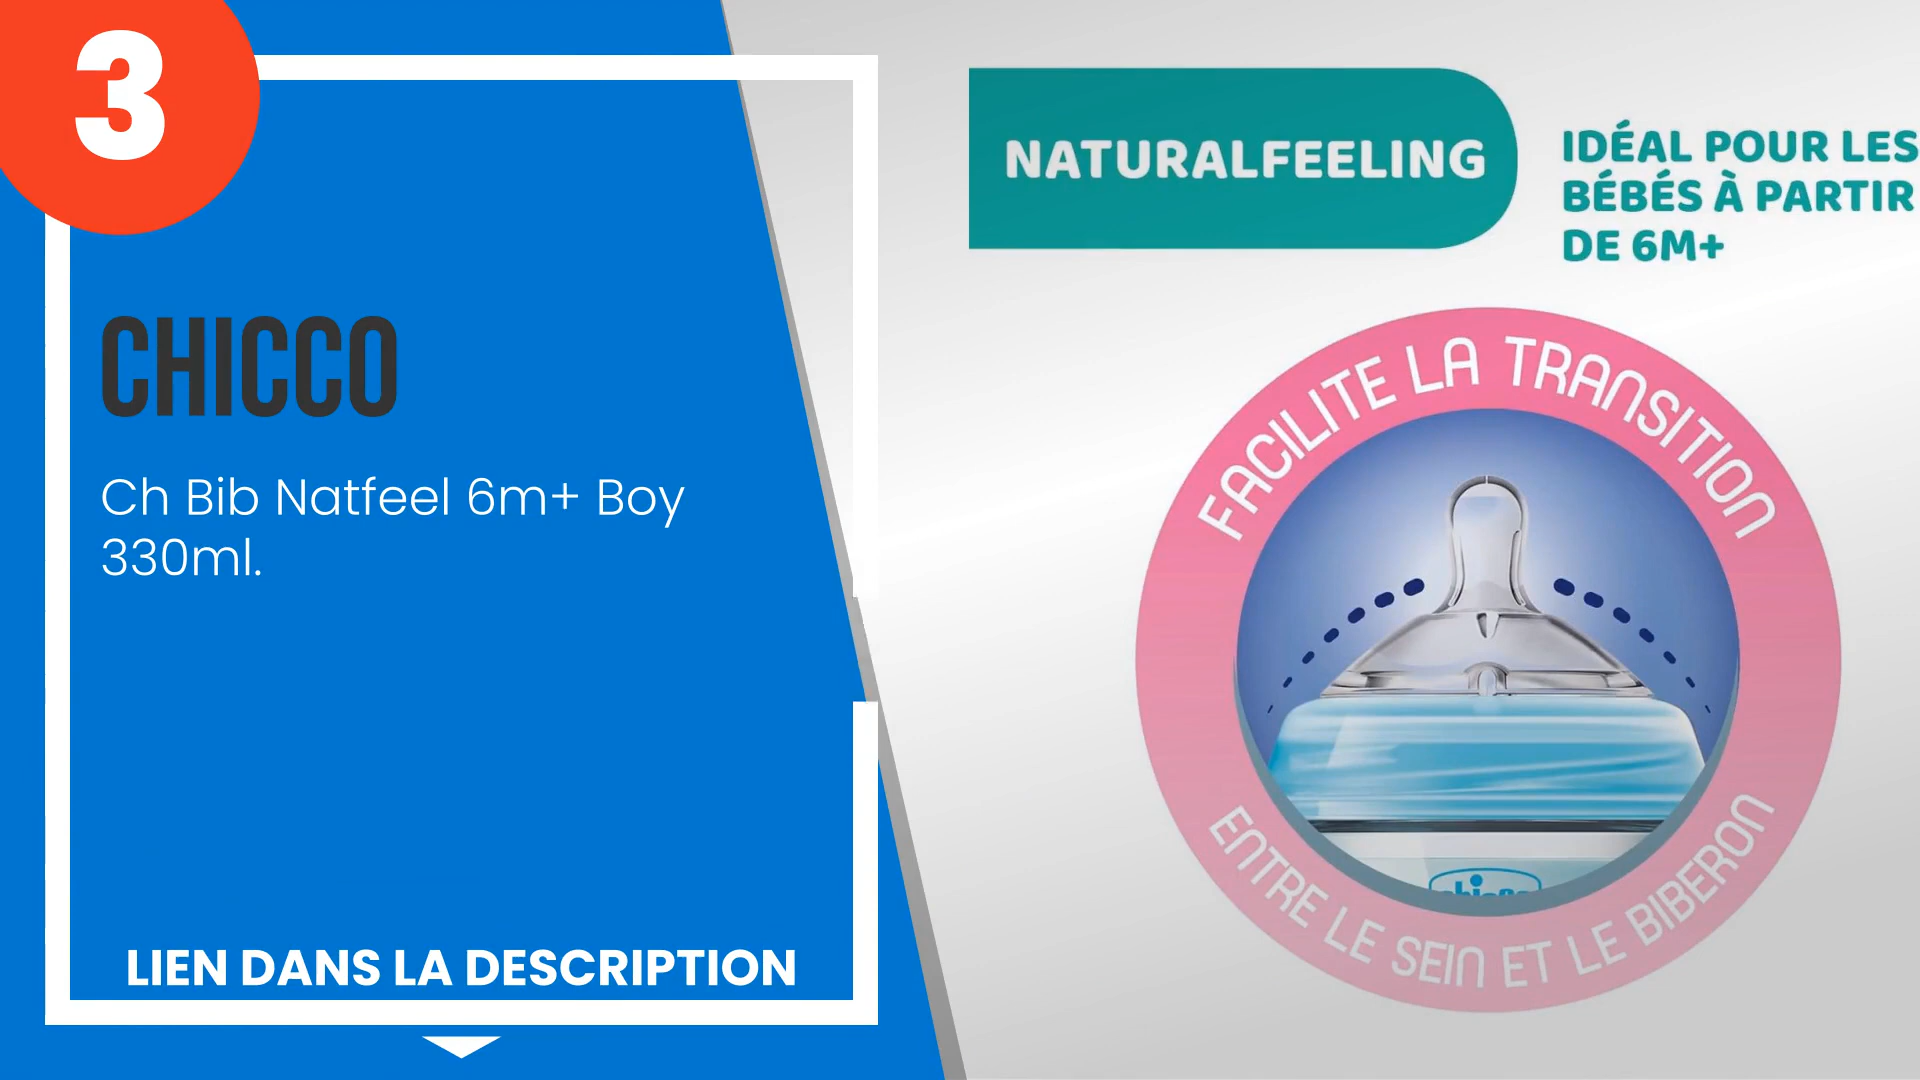 3
CHICCO
Ch Bib Natfeel 6m+ Boy
330ml.
LIEN DANS LA DESCRIPTION
NATURALFEELING
IDÉAL POUR LES
BÉBÉS À PARTIR
DE 6M+
FACILITE LA TRANSITION
ENTRE LE SEIN ET LE BIBERON
chicco